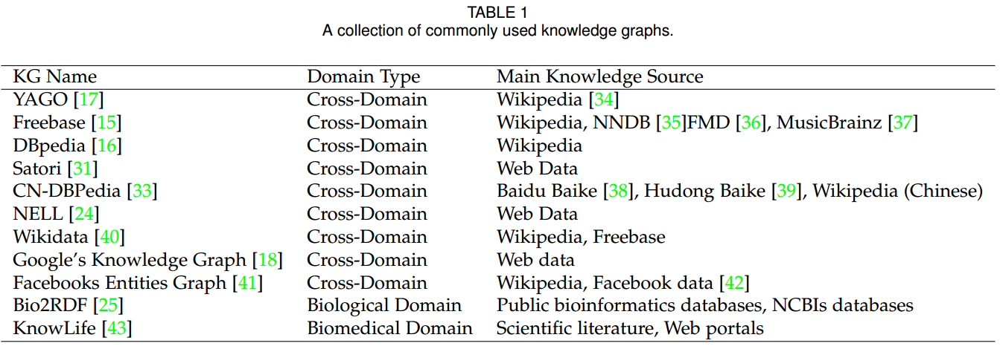 TABLE 1
A collection of commonly used knowledge graphs.
KG Name Domain Type Main Knowledge Source
YAGO [17] Cross-Domain Wikipedia [34]
Freebase [15] Cross-Domain Wikipedia, NNDB [35]FMD [36], MusicBrainz [37]
DBpedia [16] Cross-Domain Wikipedia
Satori [31] Cross-Domain Web Data
CN-DBPedia [33] Cross-Domain Baidu Baike [38], Hudong Baike [39], Wikipedia (Chinese)
NELL [24] Cross-Domain Web Data
Wikidata [40] Cross-Domain Wikipedia, Freebase
Google’s Knowledge Graph [18] Cross-Domain Web data
Facebooks Entities Graph [41] Cross-Domain Wikipedia, Facebook data [42]
Bio2RDF [25] Biological Domain Public bioinformatics databases, NCBIs databases
KnowLife [43] Biomedical Domain Scientific literature, Web portals